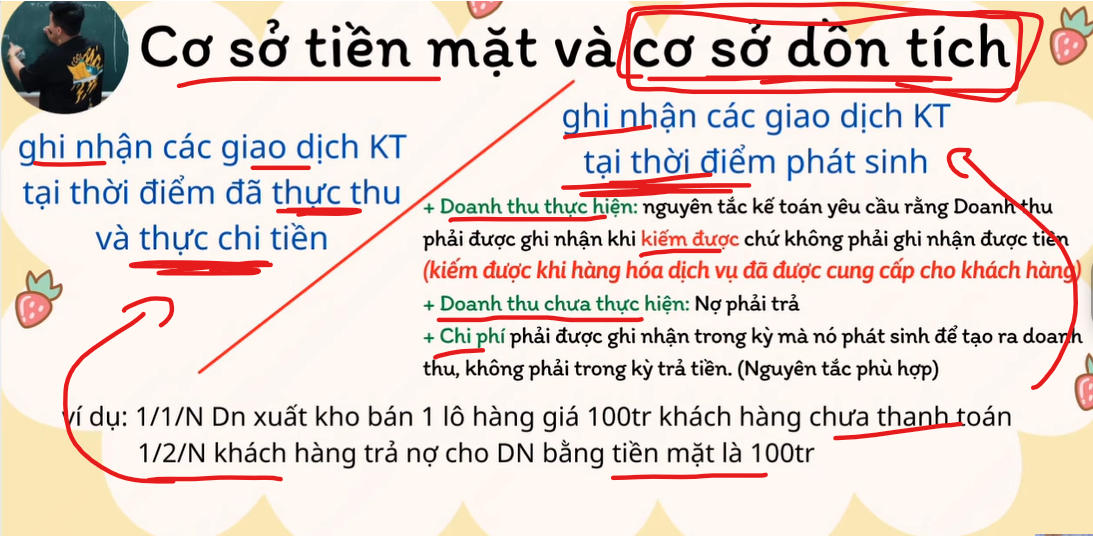 Cơ sở tiền mặt và cơ sở dồn tích
ghi nhận các giao dịch KT
tại thời điểm đã thực thu
và thực chi tiền
ghi nhận các giao dịch KT
tại thời điểm phát sinh
+ Doanh thu thực hiện: nguyên tắc kế toán yêu cầu rằng Doanh thu
phải được ghi nhận khi kiếm được chứ không phải ghi nhận được tiền
(kiếm được khi hàng hóa dịch vụ đã được cung cấp cho khách hàng)
+ Doanh thu chưa thực hiện: Nợ phải trả
+ Chi phí phải được ghi nhận trong kỳ mà nó phát sinh để tạo ra doanh
thu, không phải trong kỳ trả tiền. (Nguyên tắc phù hợp)
ví dụ: 1/1/N Dn xuất kho bán 1 lô hàng giá 100tr khách hàng chưa thanh toán
1/2/N khách hàng trả nợ cho DN bằng tiền mặt là 100tr